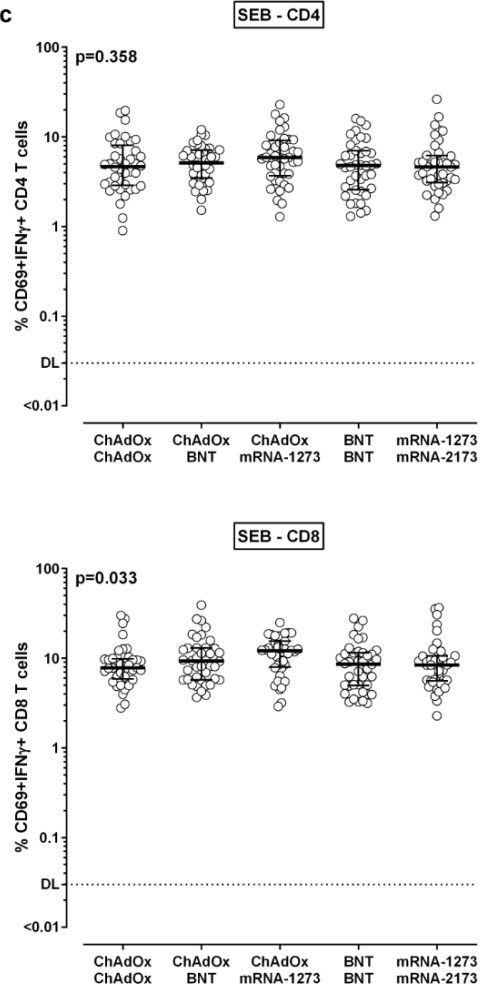 c
SEB - CD4
% CD69+IFNγ+ CD4 T cells
100
10
1
0.1
DL
<0.01
p=0.358
ChAdOx ChAdOx ChAdOx BNT mRNA-1273
ChAdOx BNT mRNA-1273 BNT mRNA-2173
SEB - CD8
% CD69+IFNγ+ CD8 T cells
100
10
1
0.1
DL
<0.01
p=0.033
ChAdOx ChAdOx ChAdOx BNT mRNA-1273
ChAdOx BNT mRNA-1273 BNT mRNA-2173